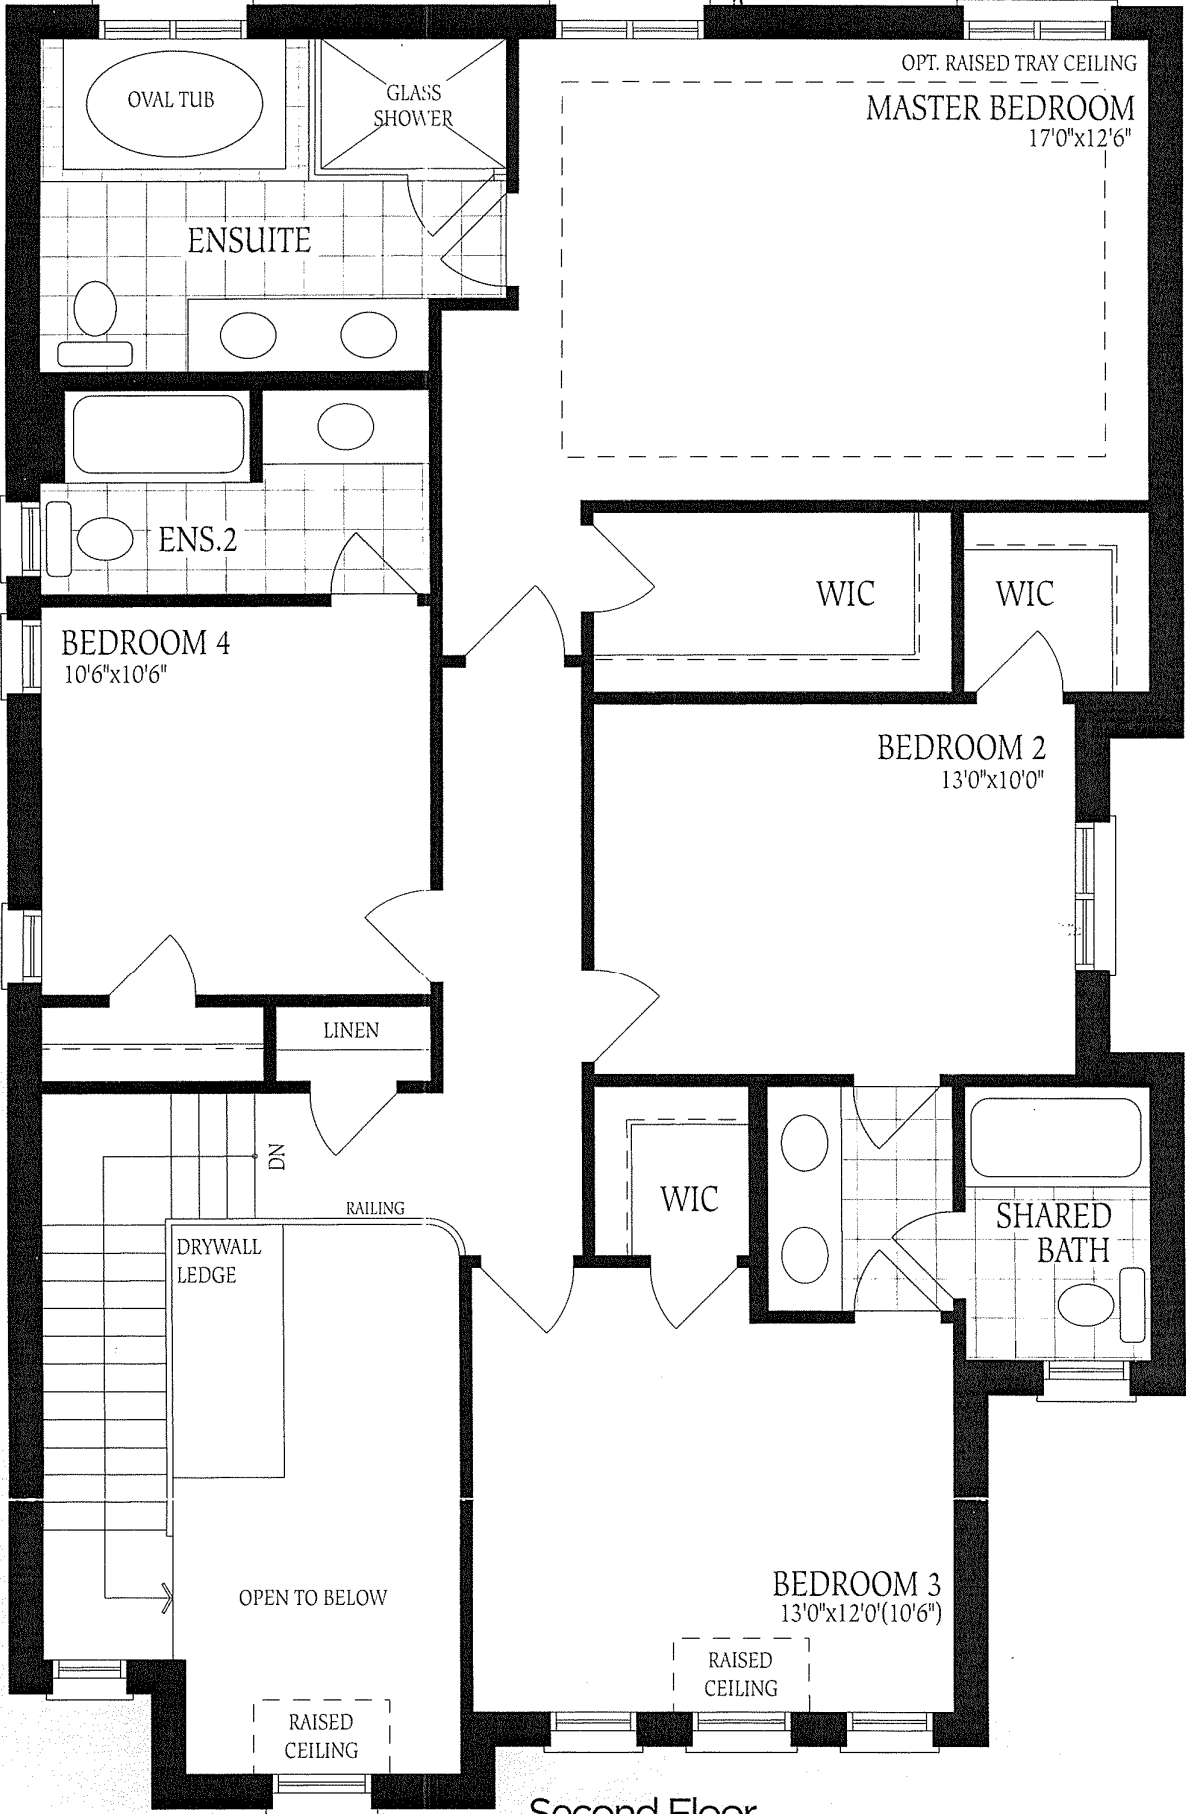 OPT. RAISED TRAY CEILING
MASTER BEDROOM
17'0"x12'6"
OVAL TUB
GLASS
SHOWER
ENSUITE
ENS.2
WIC
WIC
BEDROOM 4
10'6"x10'6"
BEDROOM 2
13'0"x10'0"
LINEN
DN
RAILING
WIC
SHARED
BATH
DRYWALL
LEDGE
OPEN TO BELOW
BEDROOM 3
13'0"x12'0'(10'6")
RAISED
CEILING
RAISED
CEILING
Second Floor